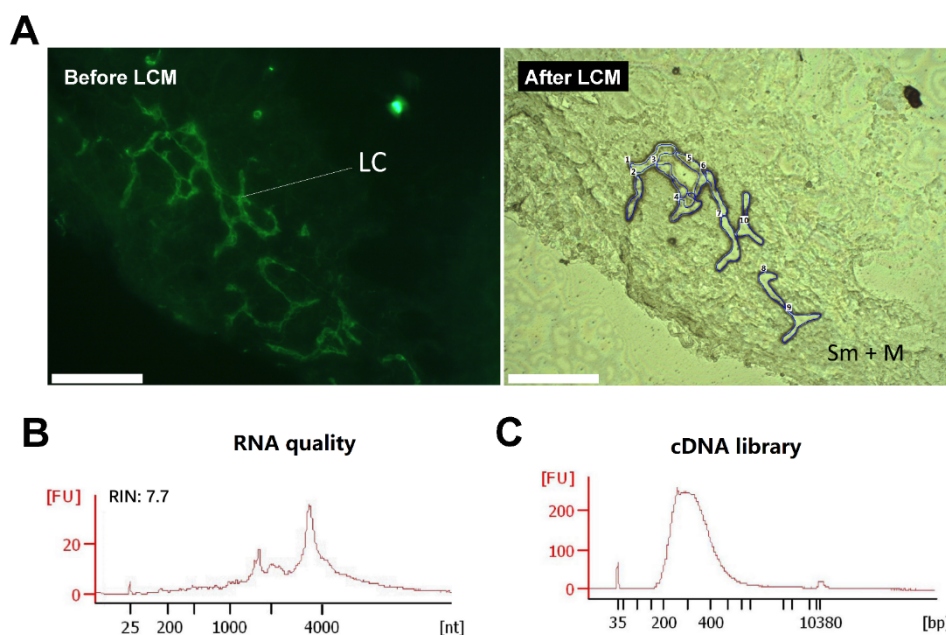 A
Before LCM
LC
After LCM
1
2
3
5
6
4
7
10
8
9
Sm + M
B
RNA quality
[FU]
RIN: 7.7
20
0
25 200 1000 4000 [nt]
C
cDNA library
[FU]
200
100
0
35 200 400 10380 [bp